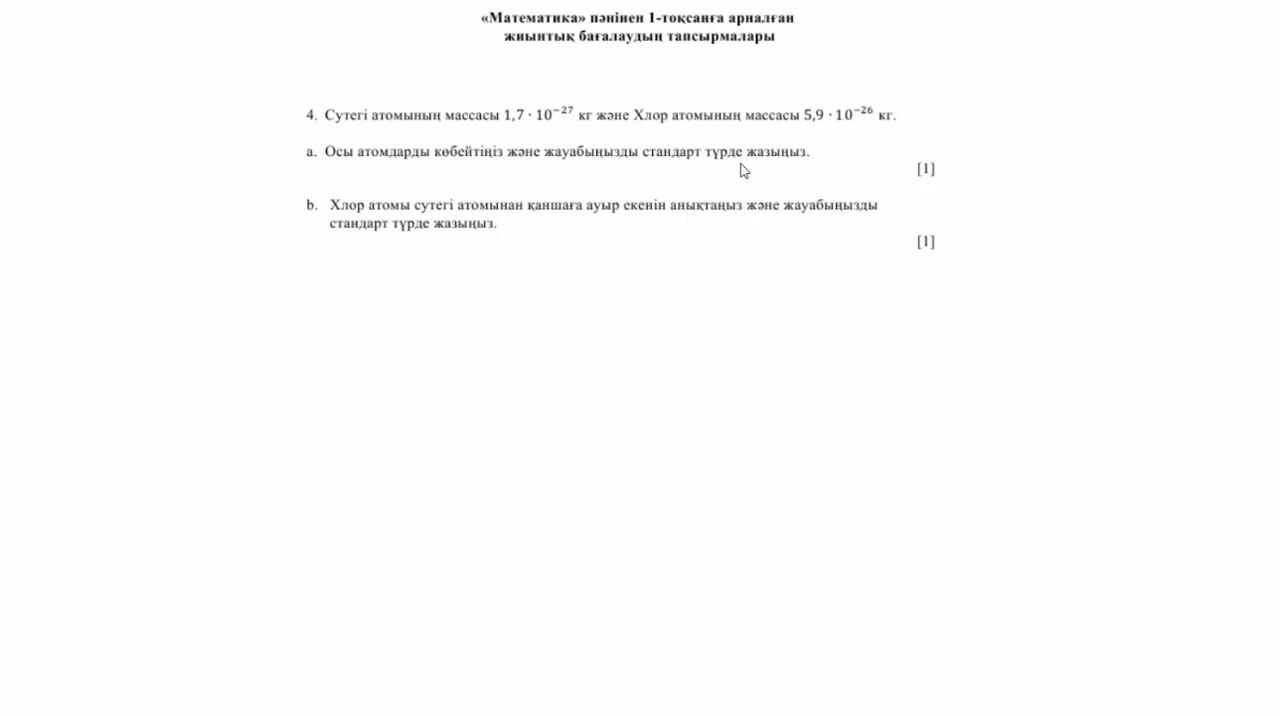 «Математика» пәнінен 1-тоқсанға арналған
жиынтық бағалаудың тапсырмалары
4. Сутегі атомының массасы 1,7 · 10⁻²⁷ кг және Хлор атомының массасы 5,9 · 10⁻²⁶ кг.
a. Осы атомдарды көбейтіңіз және жауабыңызды стандарт түрде жазыңыз.
[1]
b. Хлор атомы сутегі атомынан қаншаға ауыр екенін анықтаңыз және жауабыңызды
стандарт түрде жазыңыз.
[1]